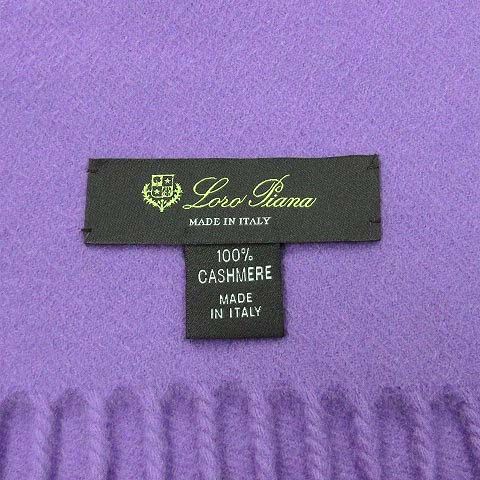 Loro Piana
MADE IN ITALY
100%
CASHMERE
MADE
IN ITALY